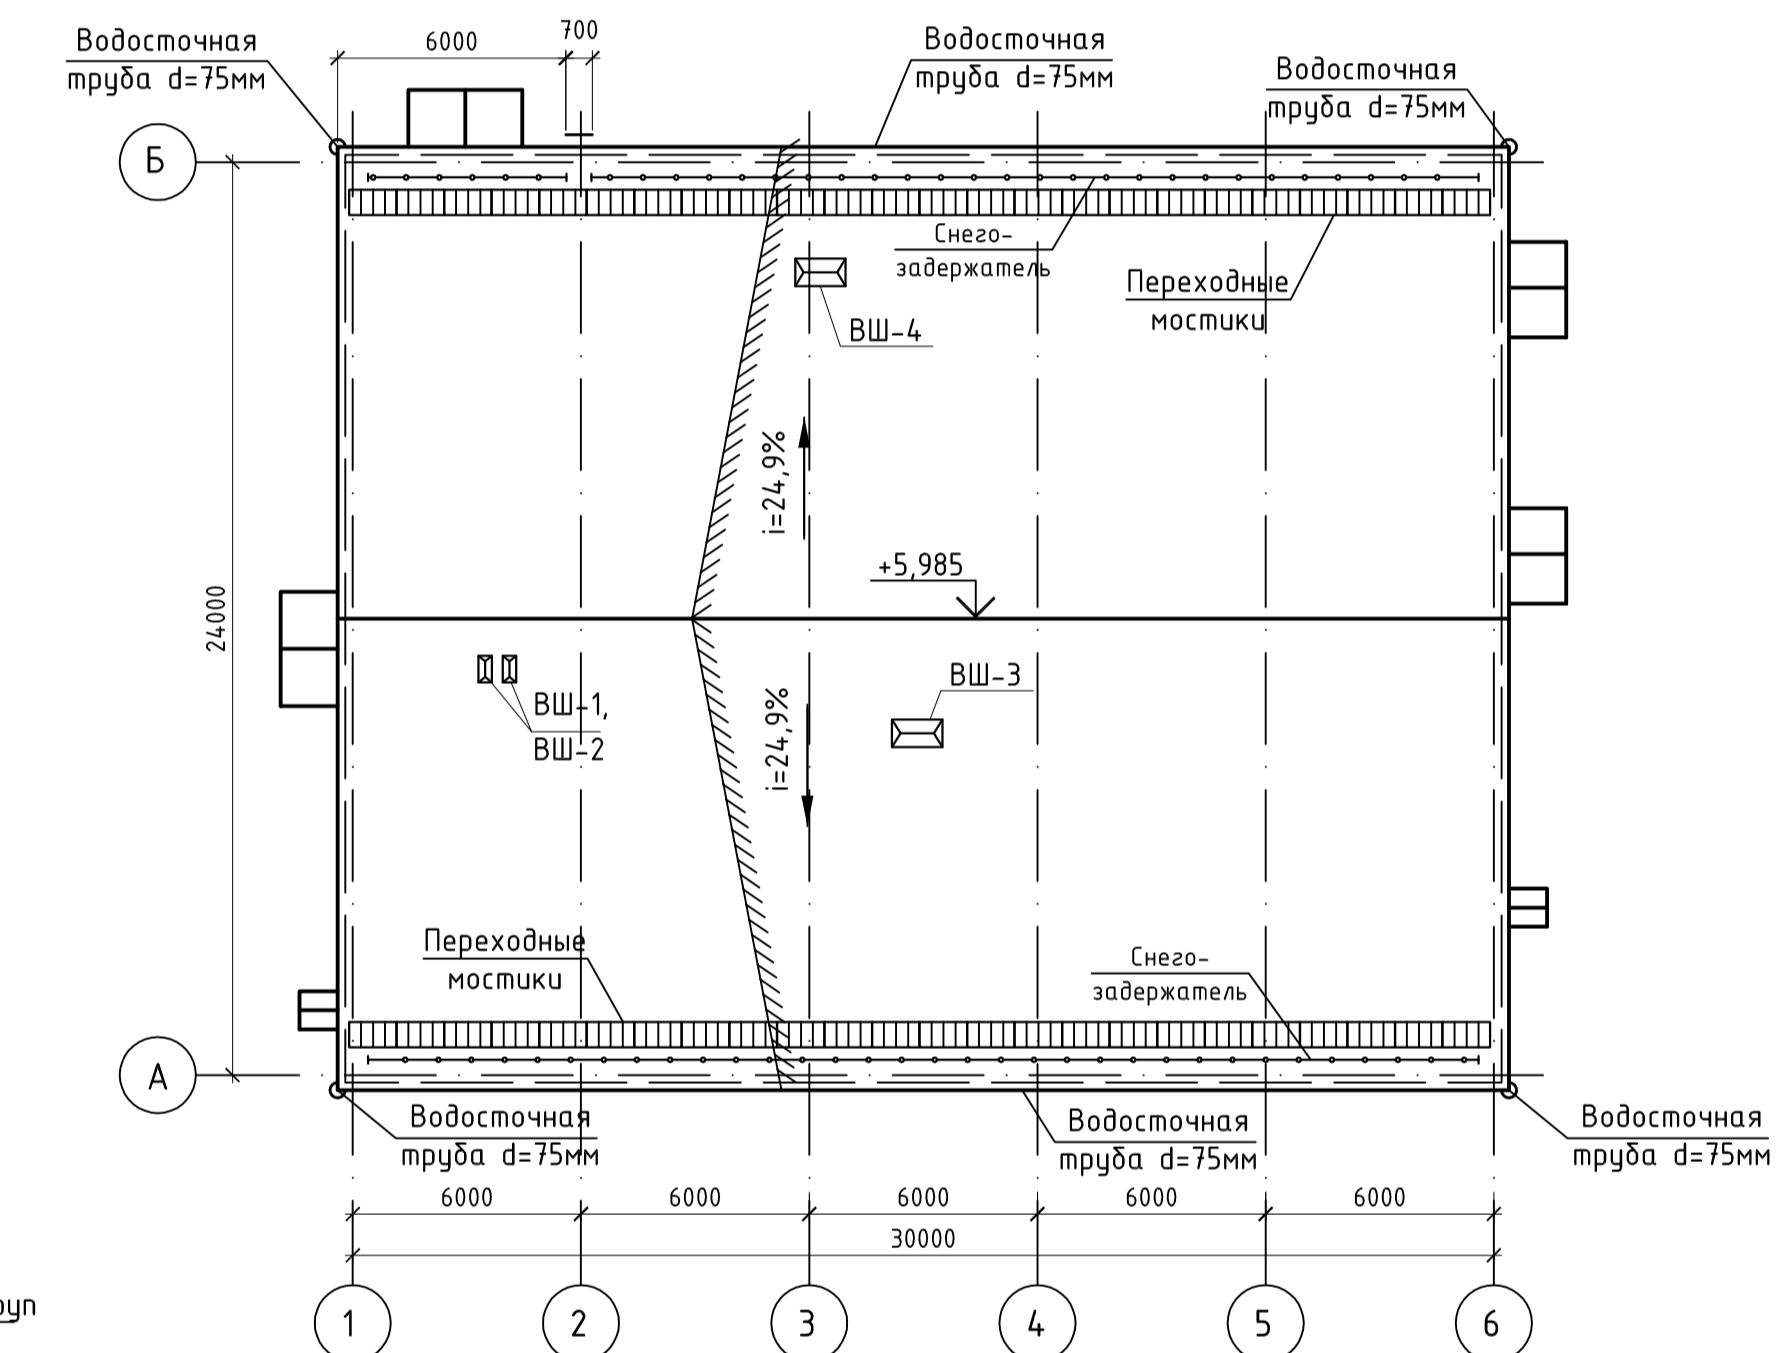 Водосточная
труба d=75мм
6000
700
Водосточная
труба d=75мм
Водосточная
труба d=75мм
Б
Снего-
задержатель
Переходные
мостики
ВШ-4
i=24,9%
+5,985
24000
ВШ-1,
ВШ-2
i=24,9%
ВШ-3
Переходные
мостики
Снего-
задержатель
А
Водосточная
труба d=75мм
Водосточная
труба d=75мм
Водосточная
труба d=75мм
6000
6000
6000
6000
6000
30000
1
2
3
4
5
6